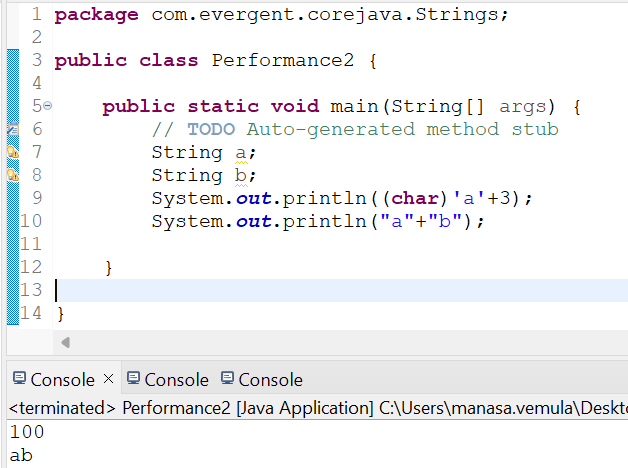 1 package com.evergent.corejava.Strings;
2
3 public class Performance2 {
4
5 public static void main(String[] args) {
6 // TODO Auto-generated method stub
7 String a;
8 String b;
9 System.out.println((char)'a'+3);
10 System.out.println("a"+"b");
11
12 }
13
14 }
Console × Console Console
<terminated> Performance2 [Java Application] C:\Users\manasa.vemula\Deskto
100
ab